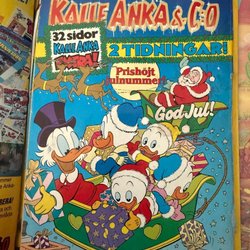 KALLE ANKA & C:O
32 sidor
KALLE ANKA
EXTRA!
2 TIDNINGAR!
Prishöjt
julnummer!
God Jul!